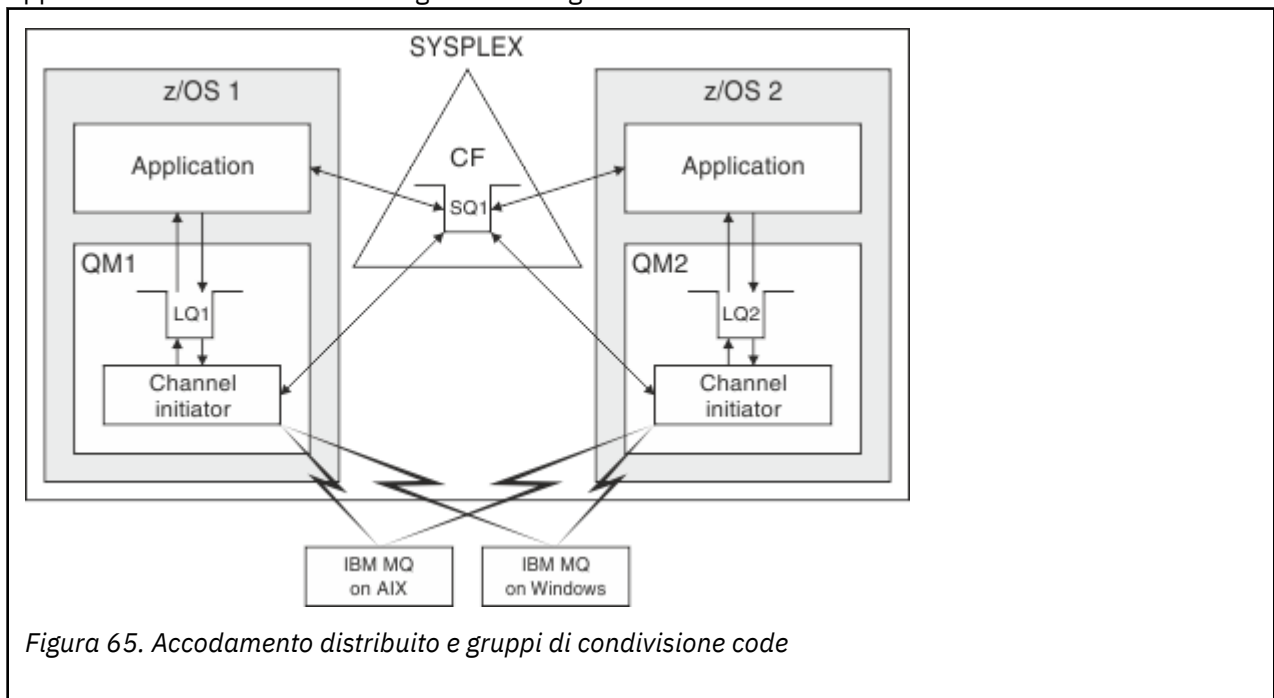 SYSPLEX
z/OS 1
z/OS 2
Application
CF
Application
SQ1
QM1
QM2
LQ1
LQ2
Channel
initiator
Channel
initiator
IBM MQ
on AIX
IBM MQ
on Windows
Figura 65. Accodamento distribuito e gruppi di condivisione code